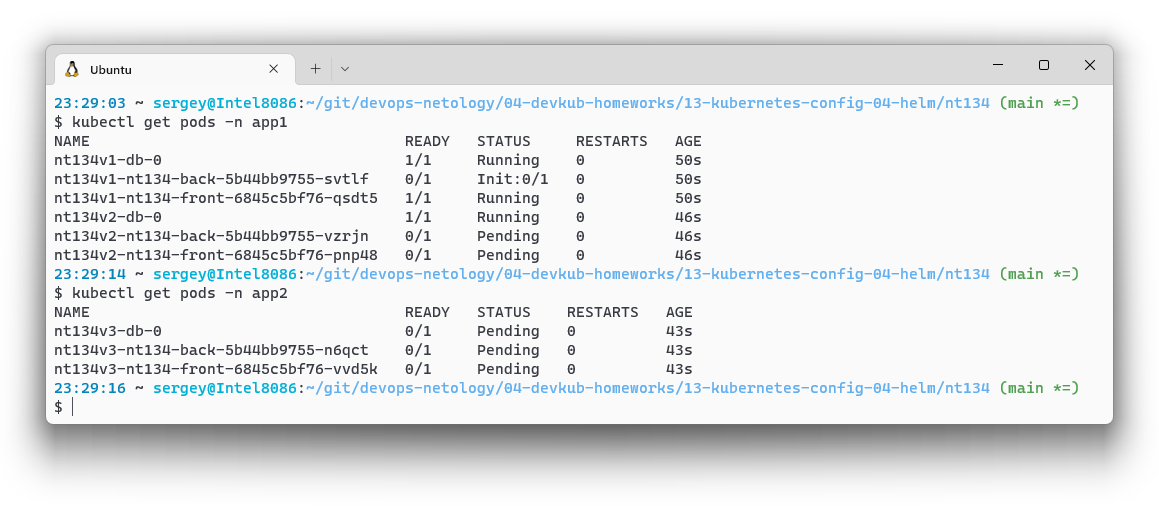 Ubuntu
23:29:03 ~ sergey@Intel8086:~/git/devops-netology/04-devkub-homeworks/13-kubernetes-config-04-helm/nt134 (main *=)
$ kubectl get pods -n app1
NAME                                   READY   STATUS     RESTARTS   AGE
nt134v1-db-0                           1/1     Running    0          50s
nt134v1-nt134-back-5b44bb9755-svtlf    0/1     Init:0/1   0          50s
nt134v1-nt134-front-6845c5bf76-qsdt5   1/1     Running    0          50s
nt134v2-db-0                           1/1     Running    0          46s
nt134v2-nt134-back-5b44bb9755-vzrjn    0/1     Pending    0          46s
nt134v2-nt134-front-6845c5bf76-pnp48   0/1     Pending    0          46s
23:29:14 ~ sergey@Intel8086:~/git/devops-netology/04-devkub-homeworks/13-kubernetes-config-04-helm/nt134 (main *=)
$ kubectl get pods -n app2
NAME                                   READY   STATUS    RESTARTS   AGE
nt134v3-db-0                           0/1     Pending   0          43s
nt134v3-nt134-back-5b44bb9755-n6qct    0/1     Pending   0          43s
nt134v3-nt134-front-6845c5bf76-vvd5k   0/1     Pending   0          43s
23:29:16 ~ sergey@Intel8086:~/git/devops-netology/04-devkub-homeworks/13-kubernetes-config-04-helm/nt134 (main *=)
$